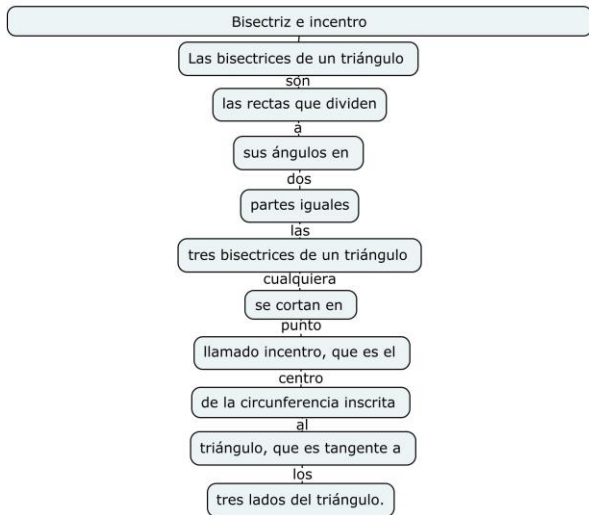 Bisectriz e incentro
Las bisectrices de un triángulo
són
las rectas que dividen
a
sus ángulos en
dos
partes iguales
las
tres bisectrices de un triángulo
cualquiera
se cortan en
punto
llamado incentro, que es el
centro
de la circunferencia inscrita
al
triángulo, que es tangente a
los
tres lados del triángulo.